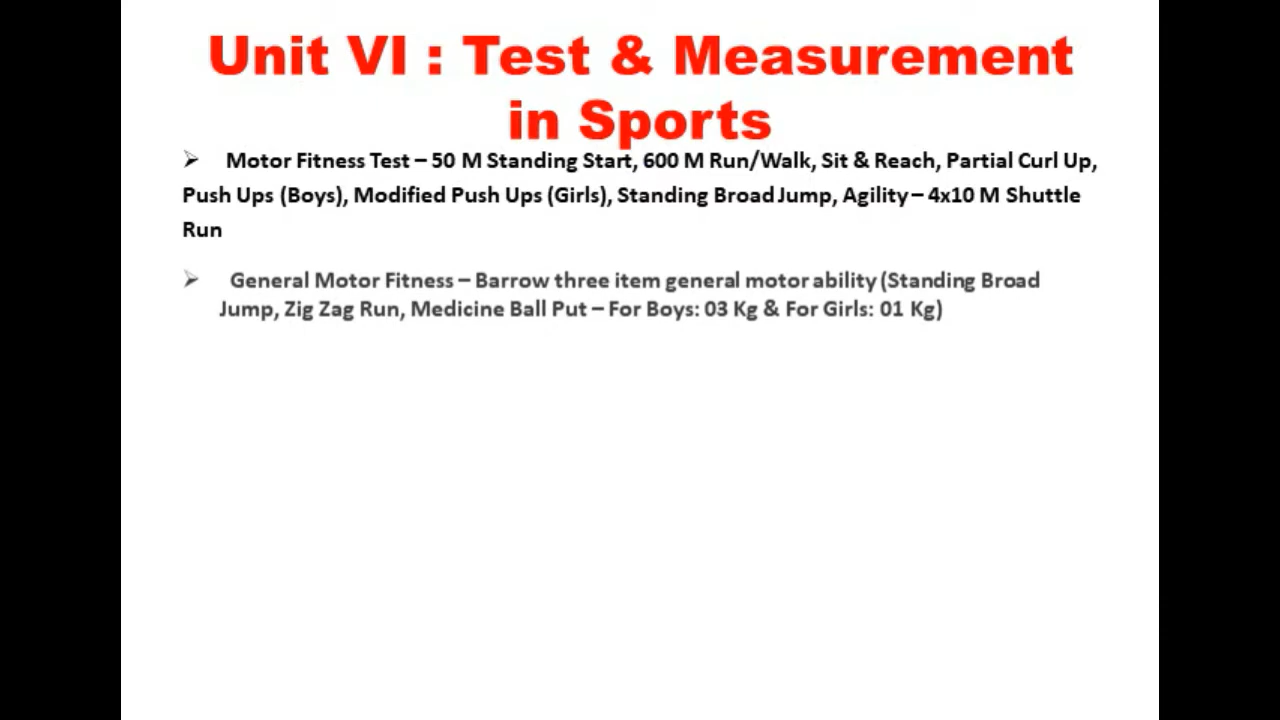 Unit VI : Test & Measurement
in Sports
➢ Motor Fitness Test – 50 M Standing Start, 600 M Run/Walk, Sit & Reach, Partial Curl Up,
Push Ups (Boys), Modified Push Ups (Girls), Standing Broad Jump, Agility – 4x10 M Shuttle
Run
➢ General Motor Fitness – Barrow three item general motor ability (Standing Broad
Jump, Zig Zag Run, Medicine Ball Put – For Boys: 03 Kg & For Girls: 01 Kg)